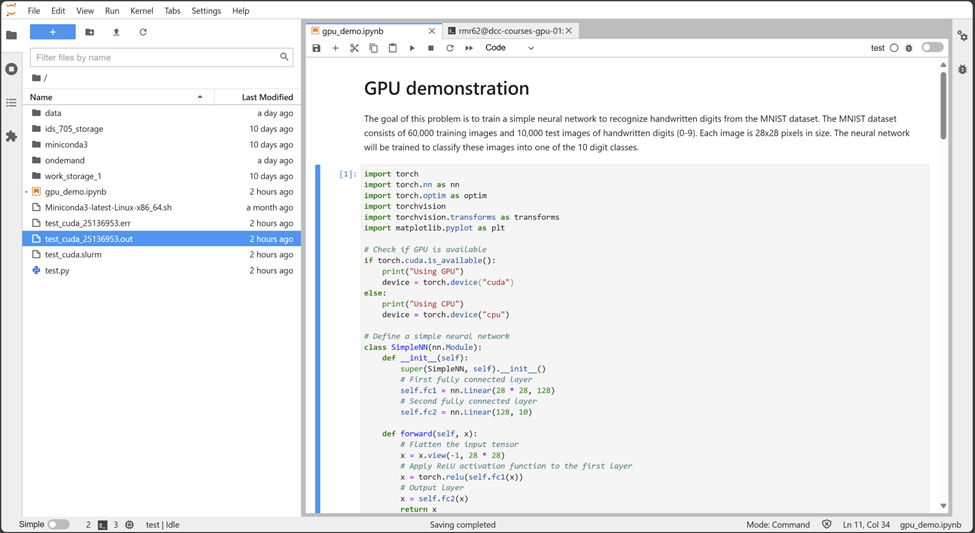 File Edit View Run Kernel Tabs Settings Help
gpu_demo.ipynb
rmr62@dcc-courses-gpu-01:
Code
test
Filter files by name
/
Name Last Modified
data a day ago
ids_705_storage 10 days ago
miniconda3 10 days ago
ondemand a day ago
work_storage_1 10 days ago
gpu_demo.ipynb 2 hours ago
Miniconda3-latest-Linux-x86_64.sh a month ago
test_cuda_25136953.err 2 hours ago
test_cuda_25136953.out 2 hours ago
test_cuda.slurm 2 hours ago
test.py 2 hours ago
GPU demonstration
The goal of this problem is to train a simple neural network to recognize handwritten digits from the MNIST dataset. The MNIST dataset
consists of 60,000 training images and 10,000 test images of handwritten digits (0-9). Each image is 28x28 pixels in size. The neural network
will be trained to classify these images into one of the 10 digit classes.
[1]: import torch
import torch.nn as nn
import torch.optim as optim
import torchvision
import torchvision.transforms as transforms
import matplotlib.pyplot as plt
# Check if GPU is available
if torch.cuda.is_available():
print("Using GPU")
device = torch.device("cuda")
else:
print("Using CPU")
device = torch.device("cpu")
# Define a simple neural network
class SimpleNN(nn.Module):
def __init__(self):
super(SimpleNN, self).__init__()
# First fully connected layer
self.fc1 = nn.Linear(28 * 28, 128)
# Second fully connected layer
self.fc2 = nn.Linear(128, 10)
def forward(self, x):
# Flatten the input tensor
x = x.view(-1, 28 * 28)
# Apply ReLU activation function to the first layer
x = torch.relu(self.fc1(x))
# Output layer
x = self.fc2(x)
return x
Simple 2 3 test | Idle Saving completed Mode: Command Ln 11, Col 34 gpu_demo.ipynb